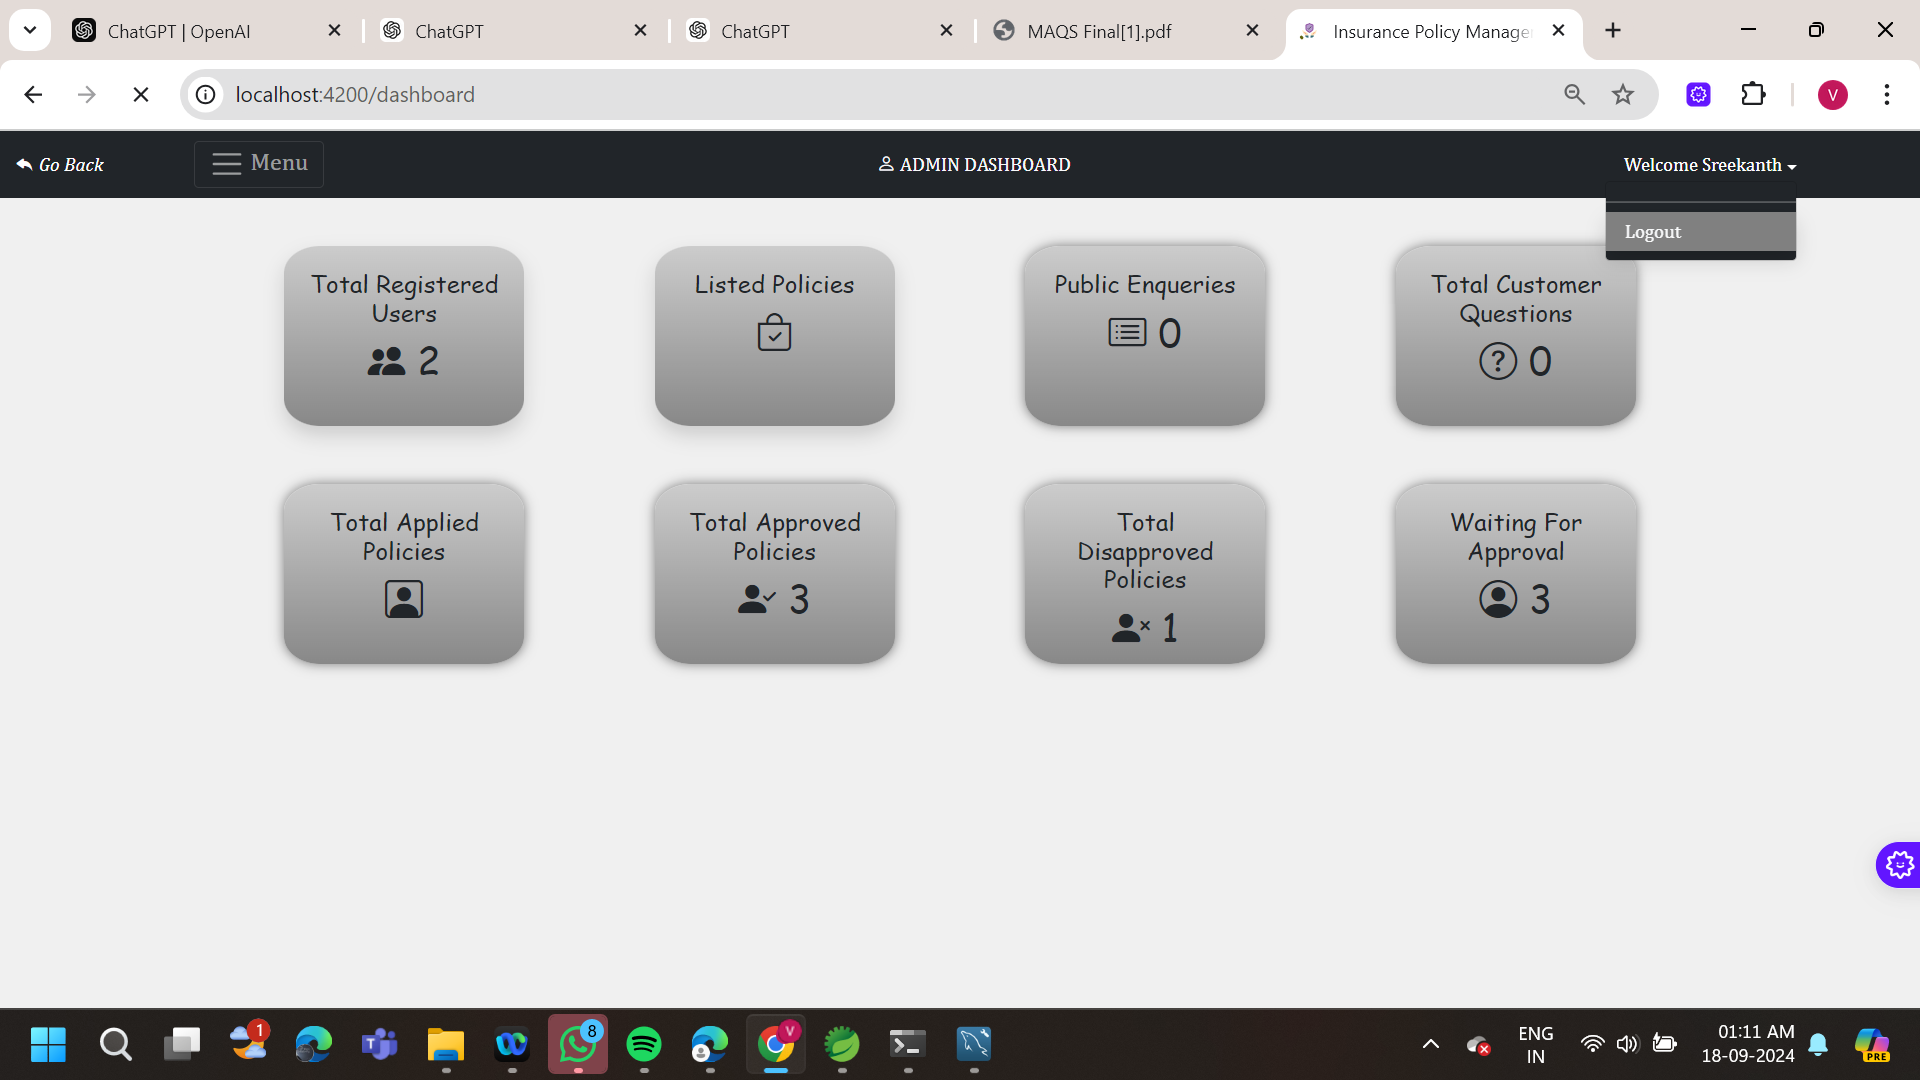 ChatGPT | OpenAI
ChatGPT
ChatGPT
MAQS Final[1].pdf
Insurance Policy Manage
localhost:4200/dashboard
V
Go Back
Menu
ADMIN DASHBOARD
Welcome Sreekanth
Logout
Total Registered
Users
2
Listed Policies
Public Enqueries
0
Total Customer
Questions
? 0
Total Applied
Policies
Total Approved
Policies
3
Total
Disapproved
Policies
1
Waiting For
Approval
3
1
8
V
ENG
IN
01:11 AM
18-09-2024
PRE